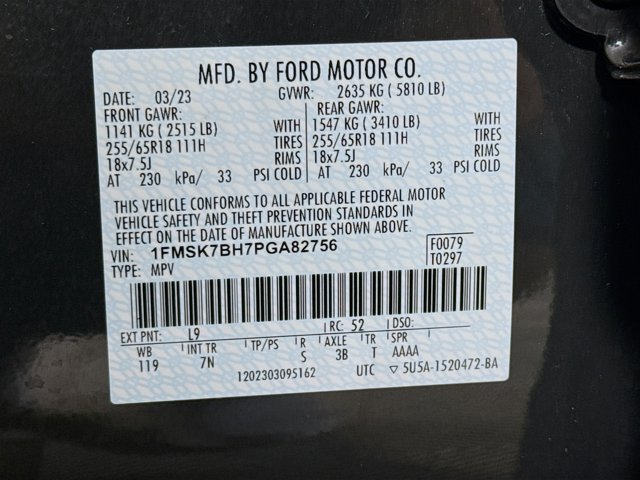 MFD. BY FORD MOTOR CO.
DATE: 03/23 GVWR: 2635 KG ( 5810 LB)
FRONT GAWR: REAR GAWR:
1141 KG ( 2515 LB) WITH 1547 KG ( 3410 LB) WITH
255/65R18 111H TIRES 255/65R18 111H TIRES
18x7.5J RIMS 18x7.5J RIMS
AT 230 kPa/ 33 PSI COLD AT 230 kPa/ 33 PSI COLD
THIS VEHICLE CONFORMS TO ALL APPLICABLE FEDERAL MOTOR
VEHICLE SAFETY AND THEFT PREVENTION STANDARDS IN
EFFECT ON THE DATE OF MANUFACTURE SHOWN ABOVE.
VIN: 1FMSK7BH7PGA82756 F0079
TYPE: MPV T0297
EXT PNT: L9 RC: 52 DSO:
WB INT TR TP/PS R AXLE TR SPR
119 7N S 3B T AAAA
1202303095162 UTC ▽ 5U5A-1520472-BA